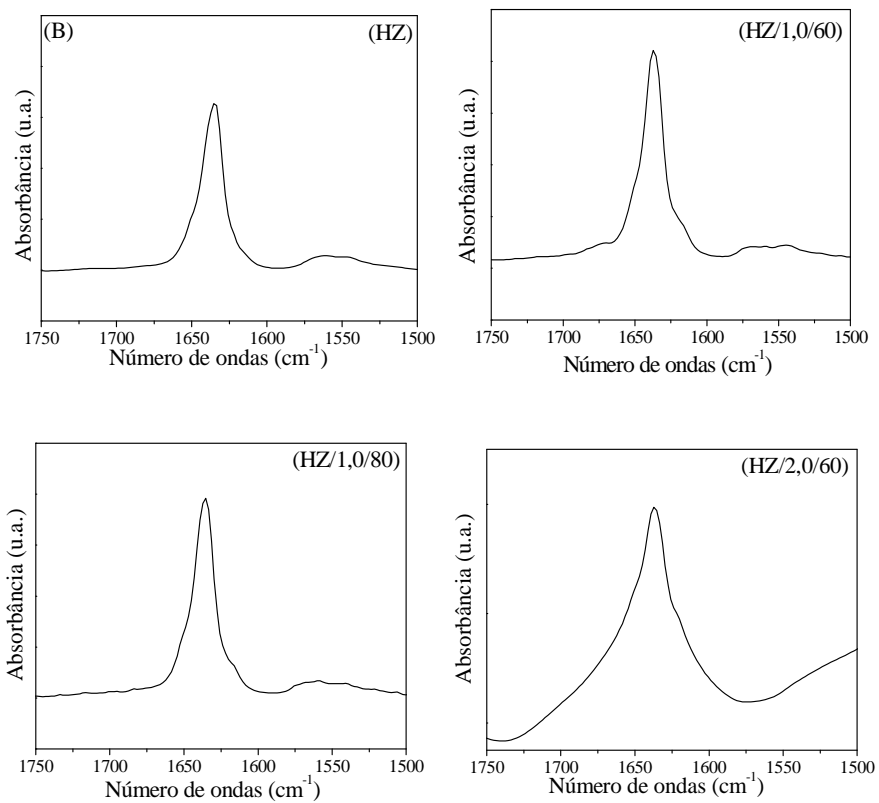 (B) (HZ)
Absorbância (u.a.)
1750 1700 1650 1600 1550 1500
Número de ondas (cm-1)
(HZ/1,0/60)
Absorbância (u.a.)
1750 1700 1650 1600 1550 1500
Número de ondas (cm-1)
(HZ/1,0/80)
Absorbância (u.a.)
1750 1700 1650 1600 1550 1500
Número de ondas (cm-1)
(HZ/2,0/60)
Absorbância (u.a.)
1750 1700 1650 1600 1550 1500
Número de ondas (cm-1)